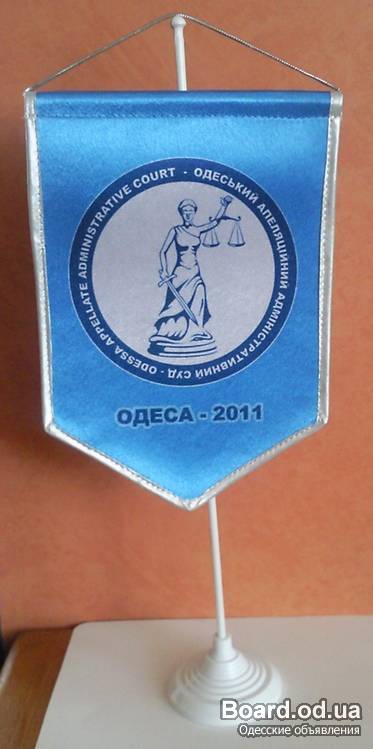 ODESSA APPELLATE ADMINISTRATIVE COURT - ОДЕСЬКИЙ АПЕЛЯЦІЙНИЙ АДМІНІСТРАТИВНИЙ СУД -
ОДЕСА - 2011
Board.od.ua
Одесские объявления